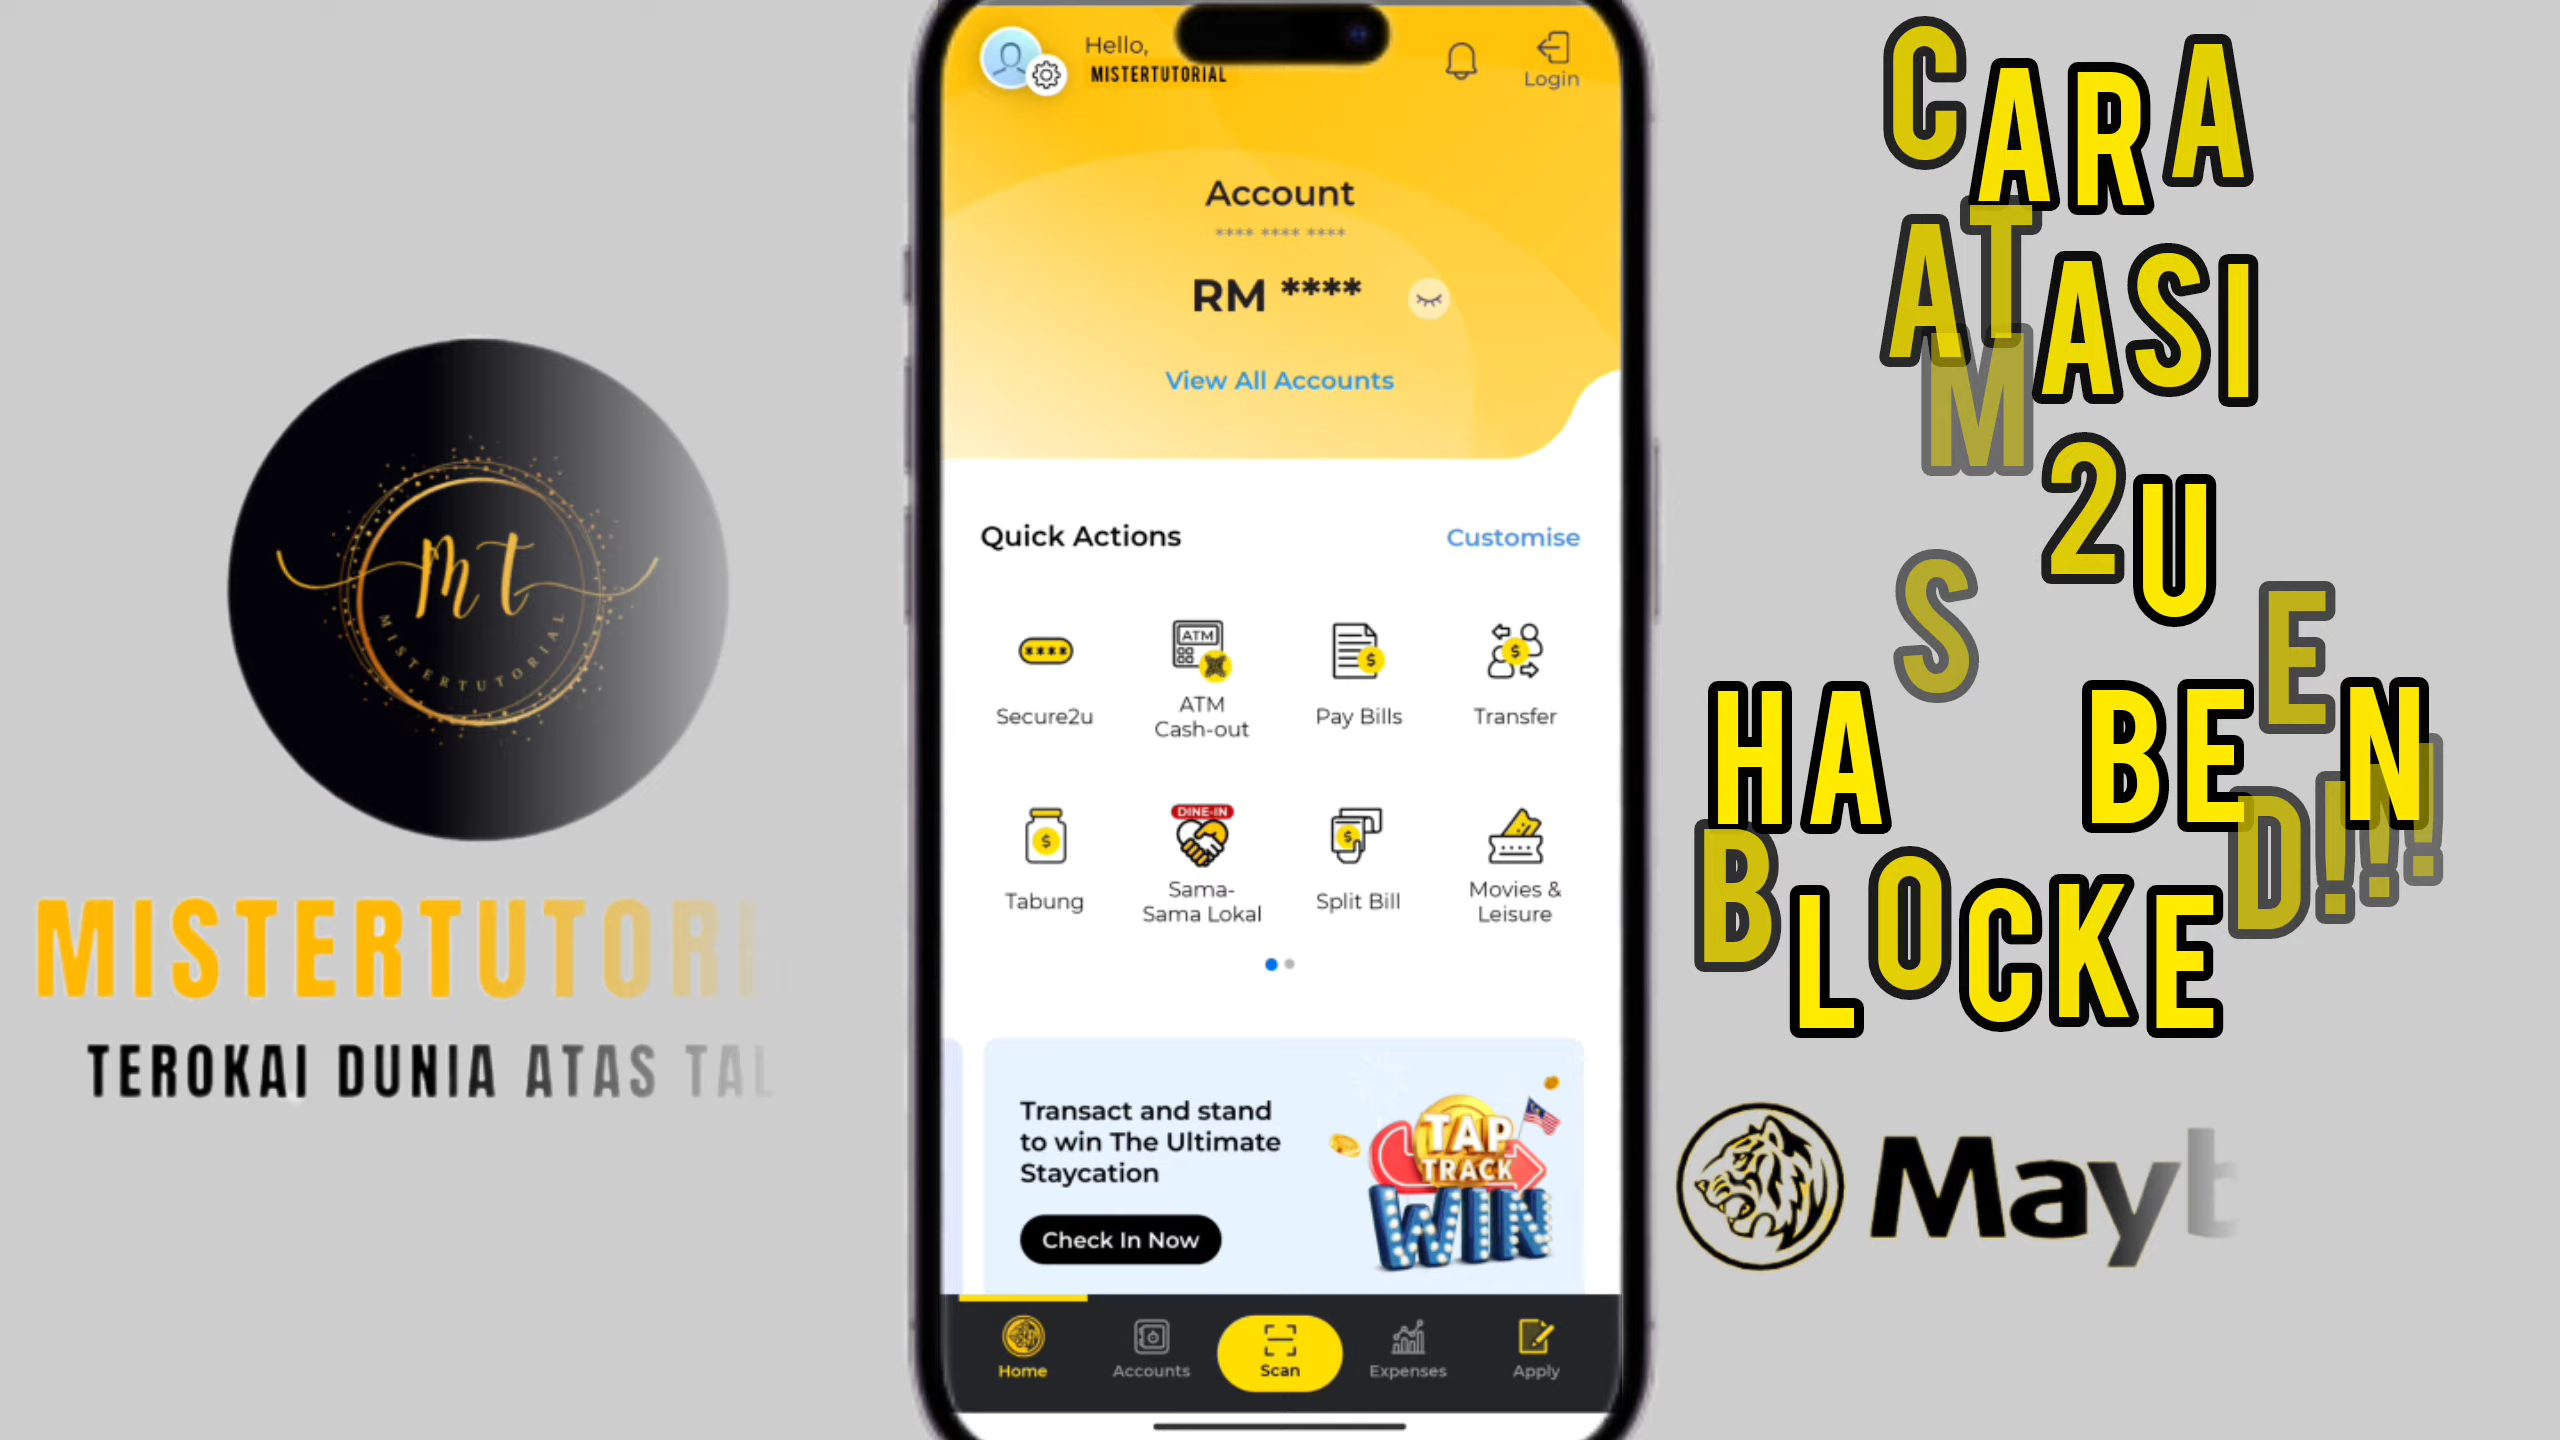 Hello,
MISTERTUTORIAL
Login
Account
**** **** ****
RM ****
View All Accounts
Quick Actions
Customise
****
Secure2u
ATM
ATM
Cash-out
Pay Bills
Transfer
Tabung
DINE-IN
Sama-
Sama Lokal
Split Bill
Movies &
Leisure
Transact and stand
to win The Ultimate
Staycation
Check In Now
TAP
TRACK
WIN
Home
Accounts
Scan
Expenses
Apply
mt
MISTERTUTORIAL
MISTERTUTORI
TEROKAI DUNIA ATAS TAL
CARA
ATASI
M2U
HAS BEEN
BLOCKED!!!
Mayb